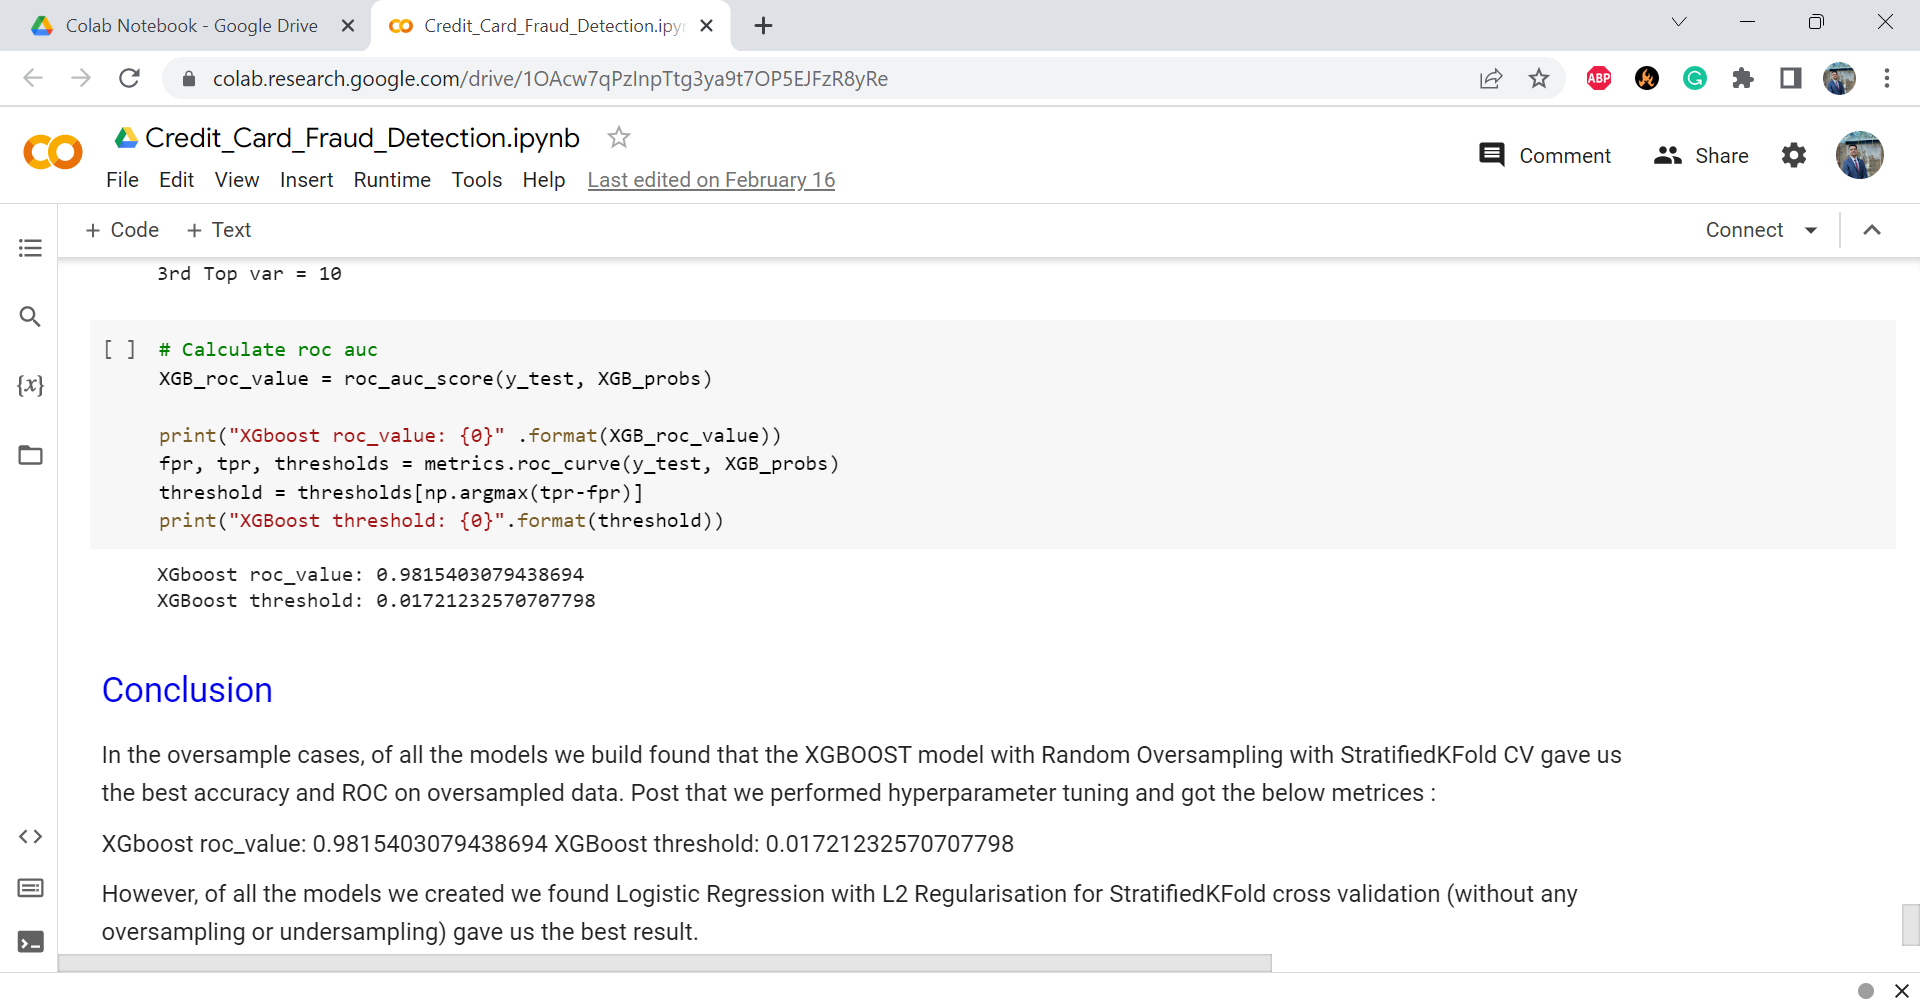 Colab Notebook - Google Drive
Credit_Card_Fraud_Detection.ipy
colab.research.google.com/drive/1OAcw7qPzInpTtg3ya9t7OP5EJFzR8yRe
ABP
Credit_Card_Fraud_Detection.ipynb
Comment
Share
File Edit View Insert Runtime Tools Help Last edited on February 16
+ Code + Text
Connect
3rd Top var = 10
[ ] # Calculate roc auc
XGB_roc_value = roc_auc_score(y_test, XGB_probs)
print("XGboost roc_value: {0}" .format(XGB_roc_value))
fpr, tpr, thresholds = metrics.roc_curve(y_test, XGB_probs)
threshold = thresholds[np.argmax(tpr-fpr)]
print("XGBoost threshold: {0}".format(threshold))
XGboost roc_value: 0.9815403079438694
XGBoost threshold: 0.01721232570707798
Conclusion
In the oversample cases, of all the models we build found that the XGBOOST model with Random Oversampling with StratifiedKFold CV gave us
the best accuracy and ROC on oversampled data. Post that we performed hyperparameter tuning and got the below metrices :
XGboost roc_value: 0.9815403079438694 XGBoost threshold: 0.01721232570707798
However, of all the models we created we found Logistic Regression with L2 Regularisation for StratifiedKFold cross validation (without any
oversampling or undersampling) gave us the best result.